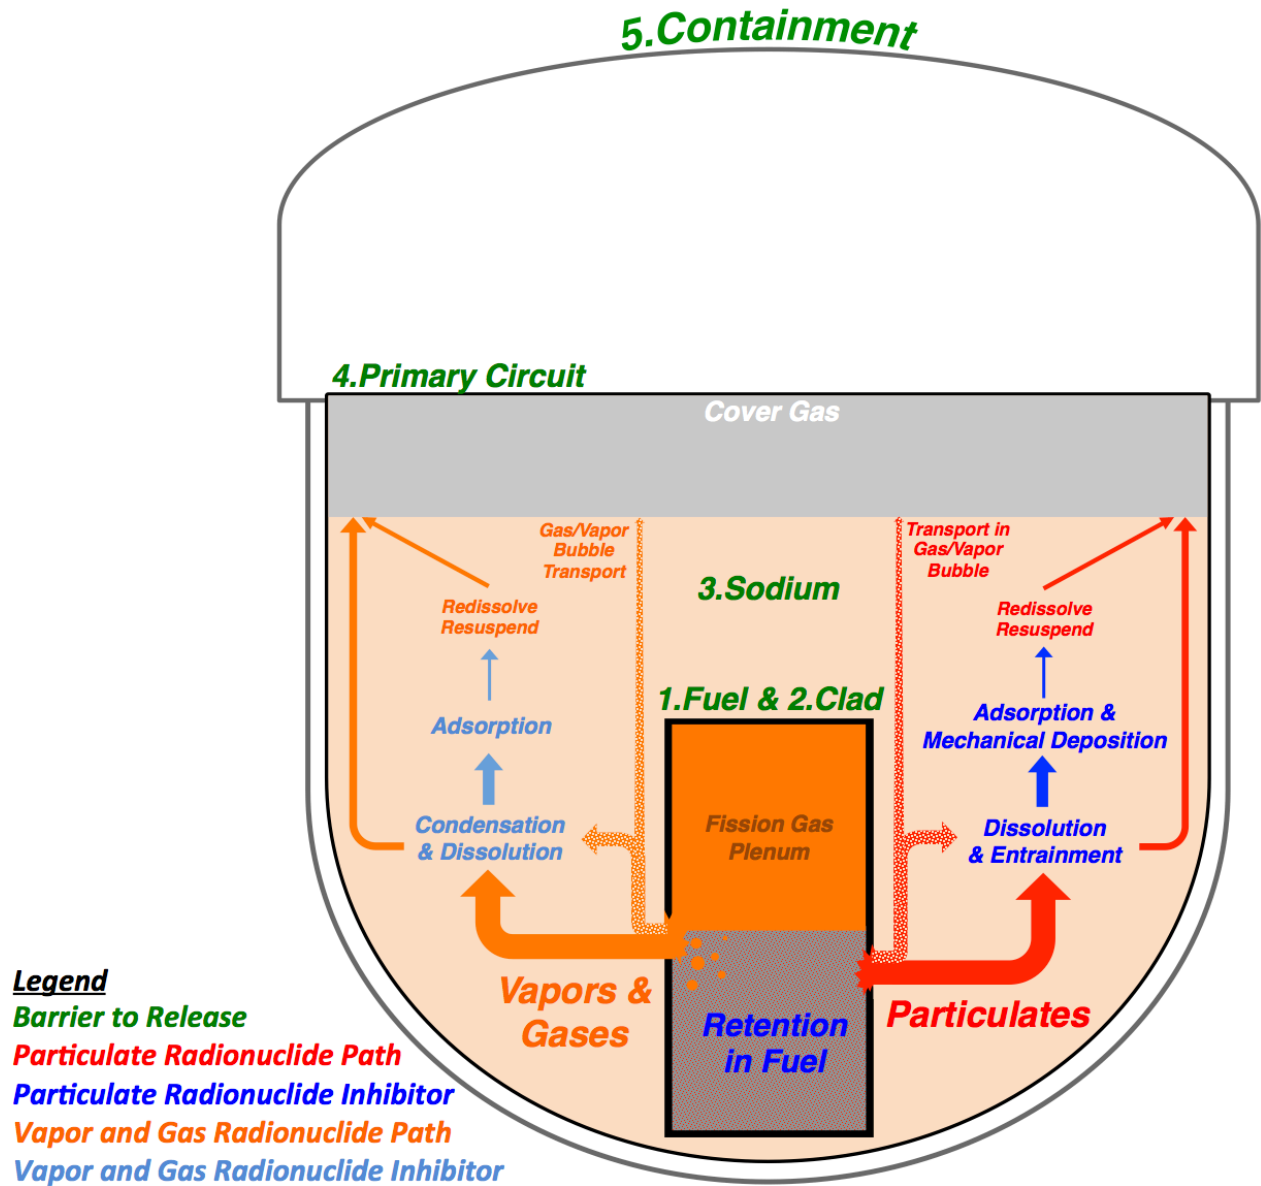 5.Containment
4.Primary Circuit
Cover Gas
Gas/Vapor
Bubble
Transport
Transport in
Gas/Vapor
Bubble
3.Sodium
Redissolve
Resuspend
Redissolve
Resuspend
1.Fuel & 2.Clad
Adsorption
Adsorption &
Mechanical Deposition
Condensation
& Dissolution
Fission Gas
Plenum
Dissolution
& Entrainment
Vapors &
Gases
Retention
in Fuel
Particulates
Legend
Barrier to Release
Particulate Radionuclide Path
Particulate Radionuclide Inhibitor
Vapor and Gas Radionuclide Path
Vapor and Gas Radionuclide Inhibitor